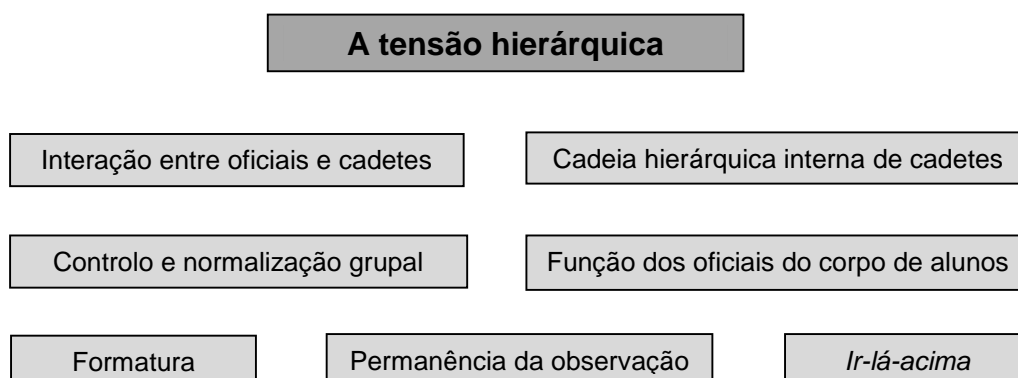 A tensão hierárquica
Interação entre oficiais e cadetes
Cadeia hierárquica interna de cadetes
Controlo e normalização grupal
Função dos oficiais do corpo de alunos
Formatura
Permanência da observação
Ir-lá-acima